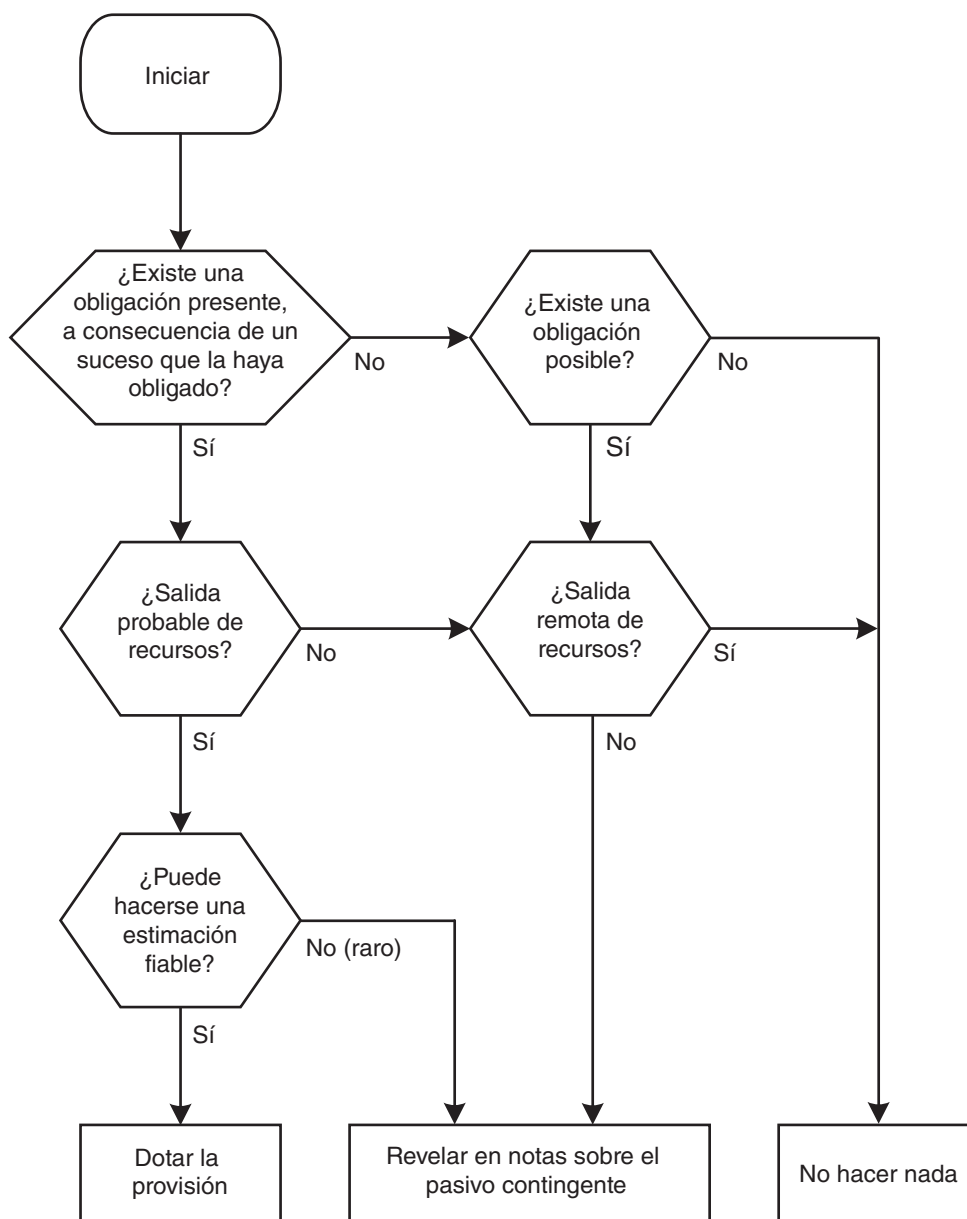 Iniciar
¿Existe una
obligación presente,
a consecuencia de un
suceso que la haya
obligado?
No
¿Existe una
obligación
posible?
No
Sí
Sí
¿Salida
probable de
recursos?
No
¿Salida
remota de
recursos?
Sí
Sí
No
¿Puede
hacerse una
estimación
fiable?
No (raro)
Sí
Dotar la
provisión
Revelar en notas sobre el
pasivo contingente
No hacer nada